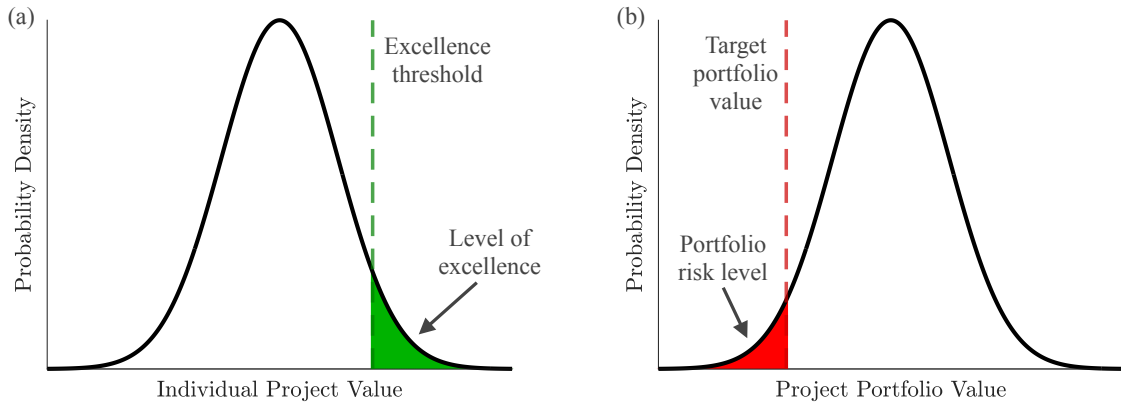 (a)
Excellence
threshold
Level of
excellence
Probability Density
Individual Project Value
(b)
Target
portfolio
value
Portfolio
risk level
Probability Density
Project Portfolio Value